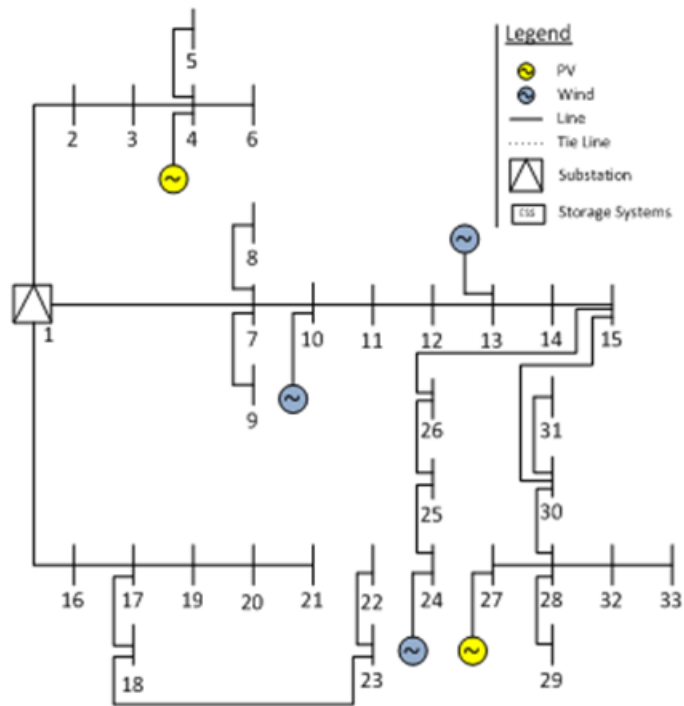 Legend
PV
Wind
Line
Tie Line
Substation
Storage Systems
5
2 3 4 6
~
8
~
1 7 10 11 12 13 14 15
~
9
26 31
25 30
16 17 19 20 21 22 24 27 28 32 33
~ ~
18 23 29